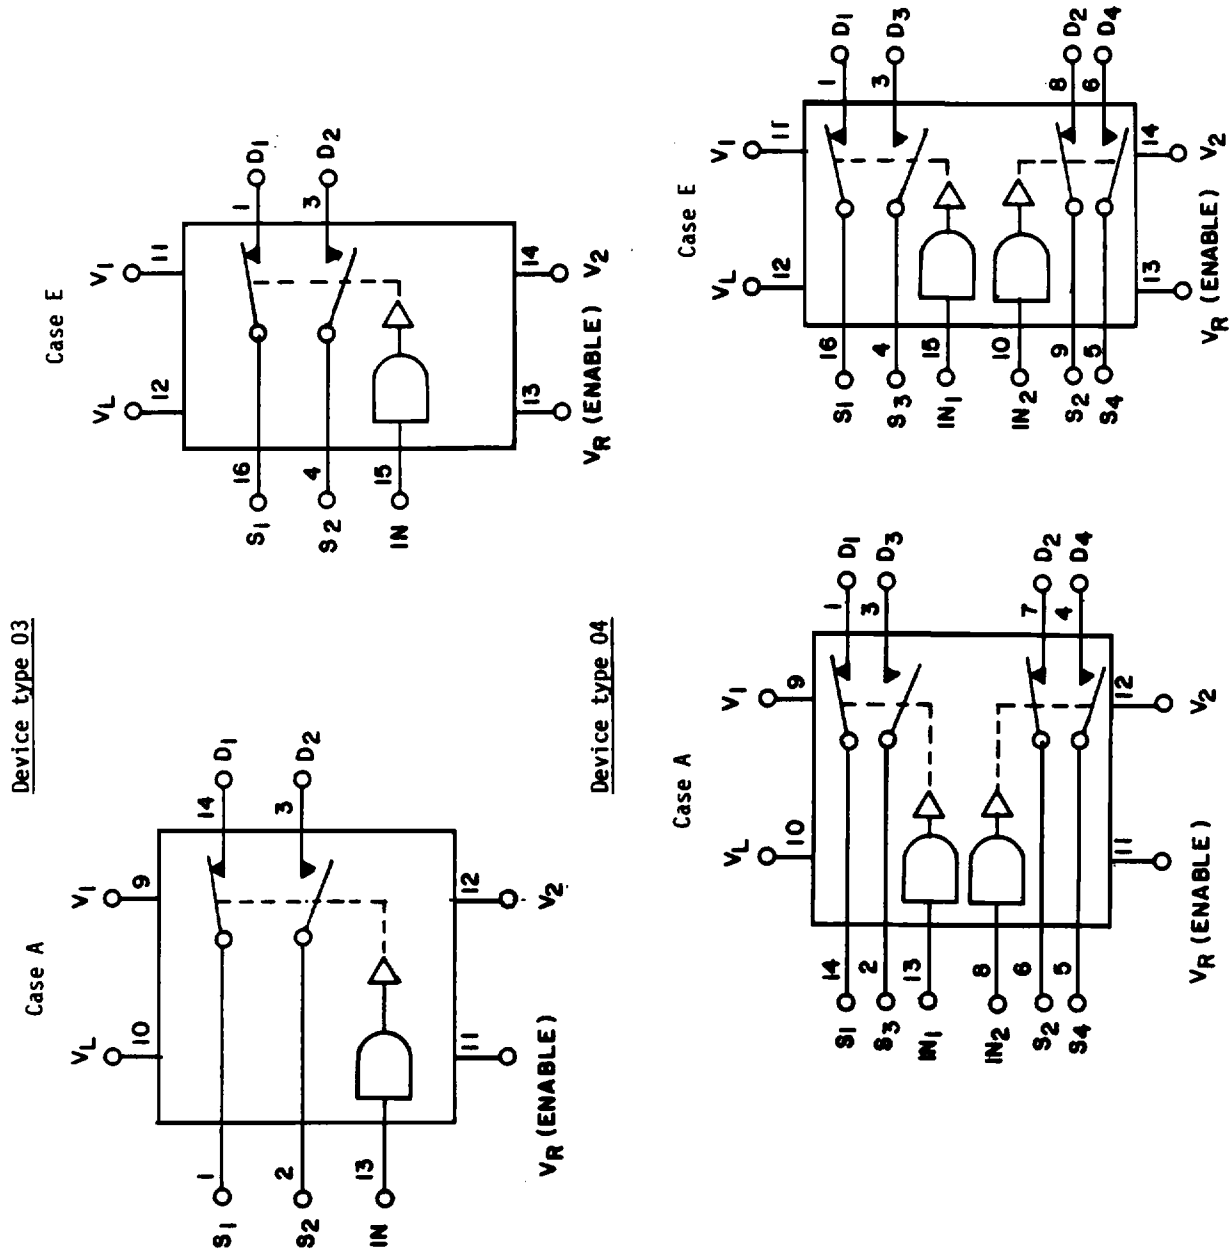 Device type 03
Case A
VL V1
10 9
S1 1 14 D1
S2 2 3 D2
IN 13
11 12
VR (ENABLE) V2
Case E
VL V1
12 11
S1 16 1 D1
S2 4 3 D2
IN 15
13 14
VR (ENABLE) V2
Device type 04
Case A
VL V1
10 9
S1 14 1 D1
S3 2 3 D3
IN1 13
IN2 8
S2 6 7 D2
S4 5 4 D4
11 12
VR (ENABLE) V2
Case E
VL V1
12 11
S1 16 1 D1
S3 4 3 D3
IN1 15
IN2 10
S2 9 8 D2
S4 5 6 D4
13 14
VR (ENABLE) V2